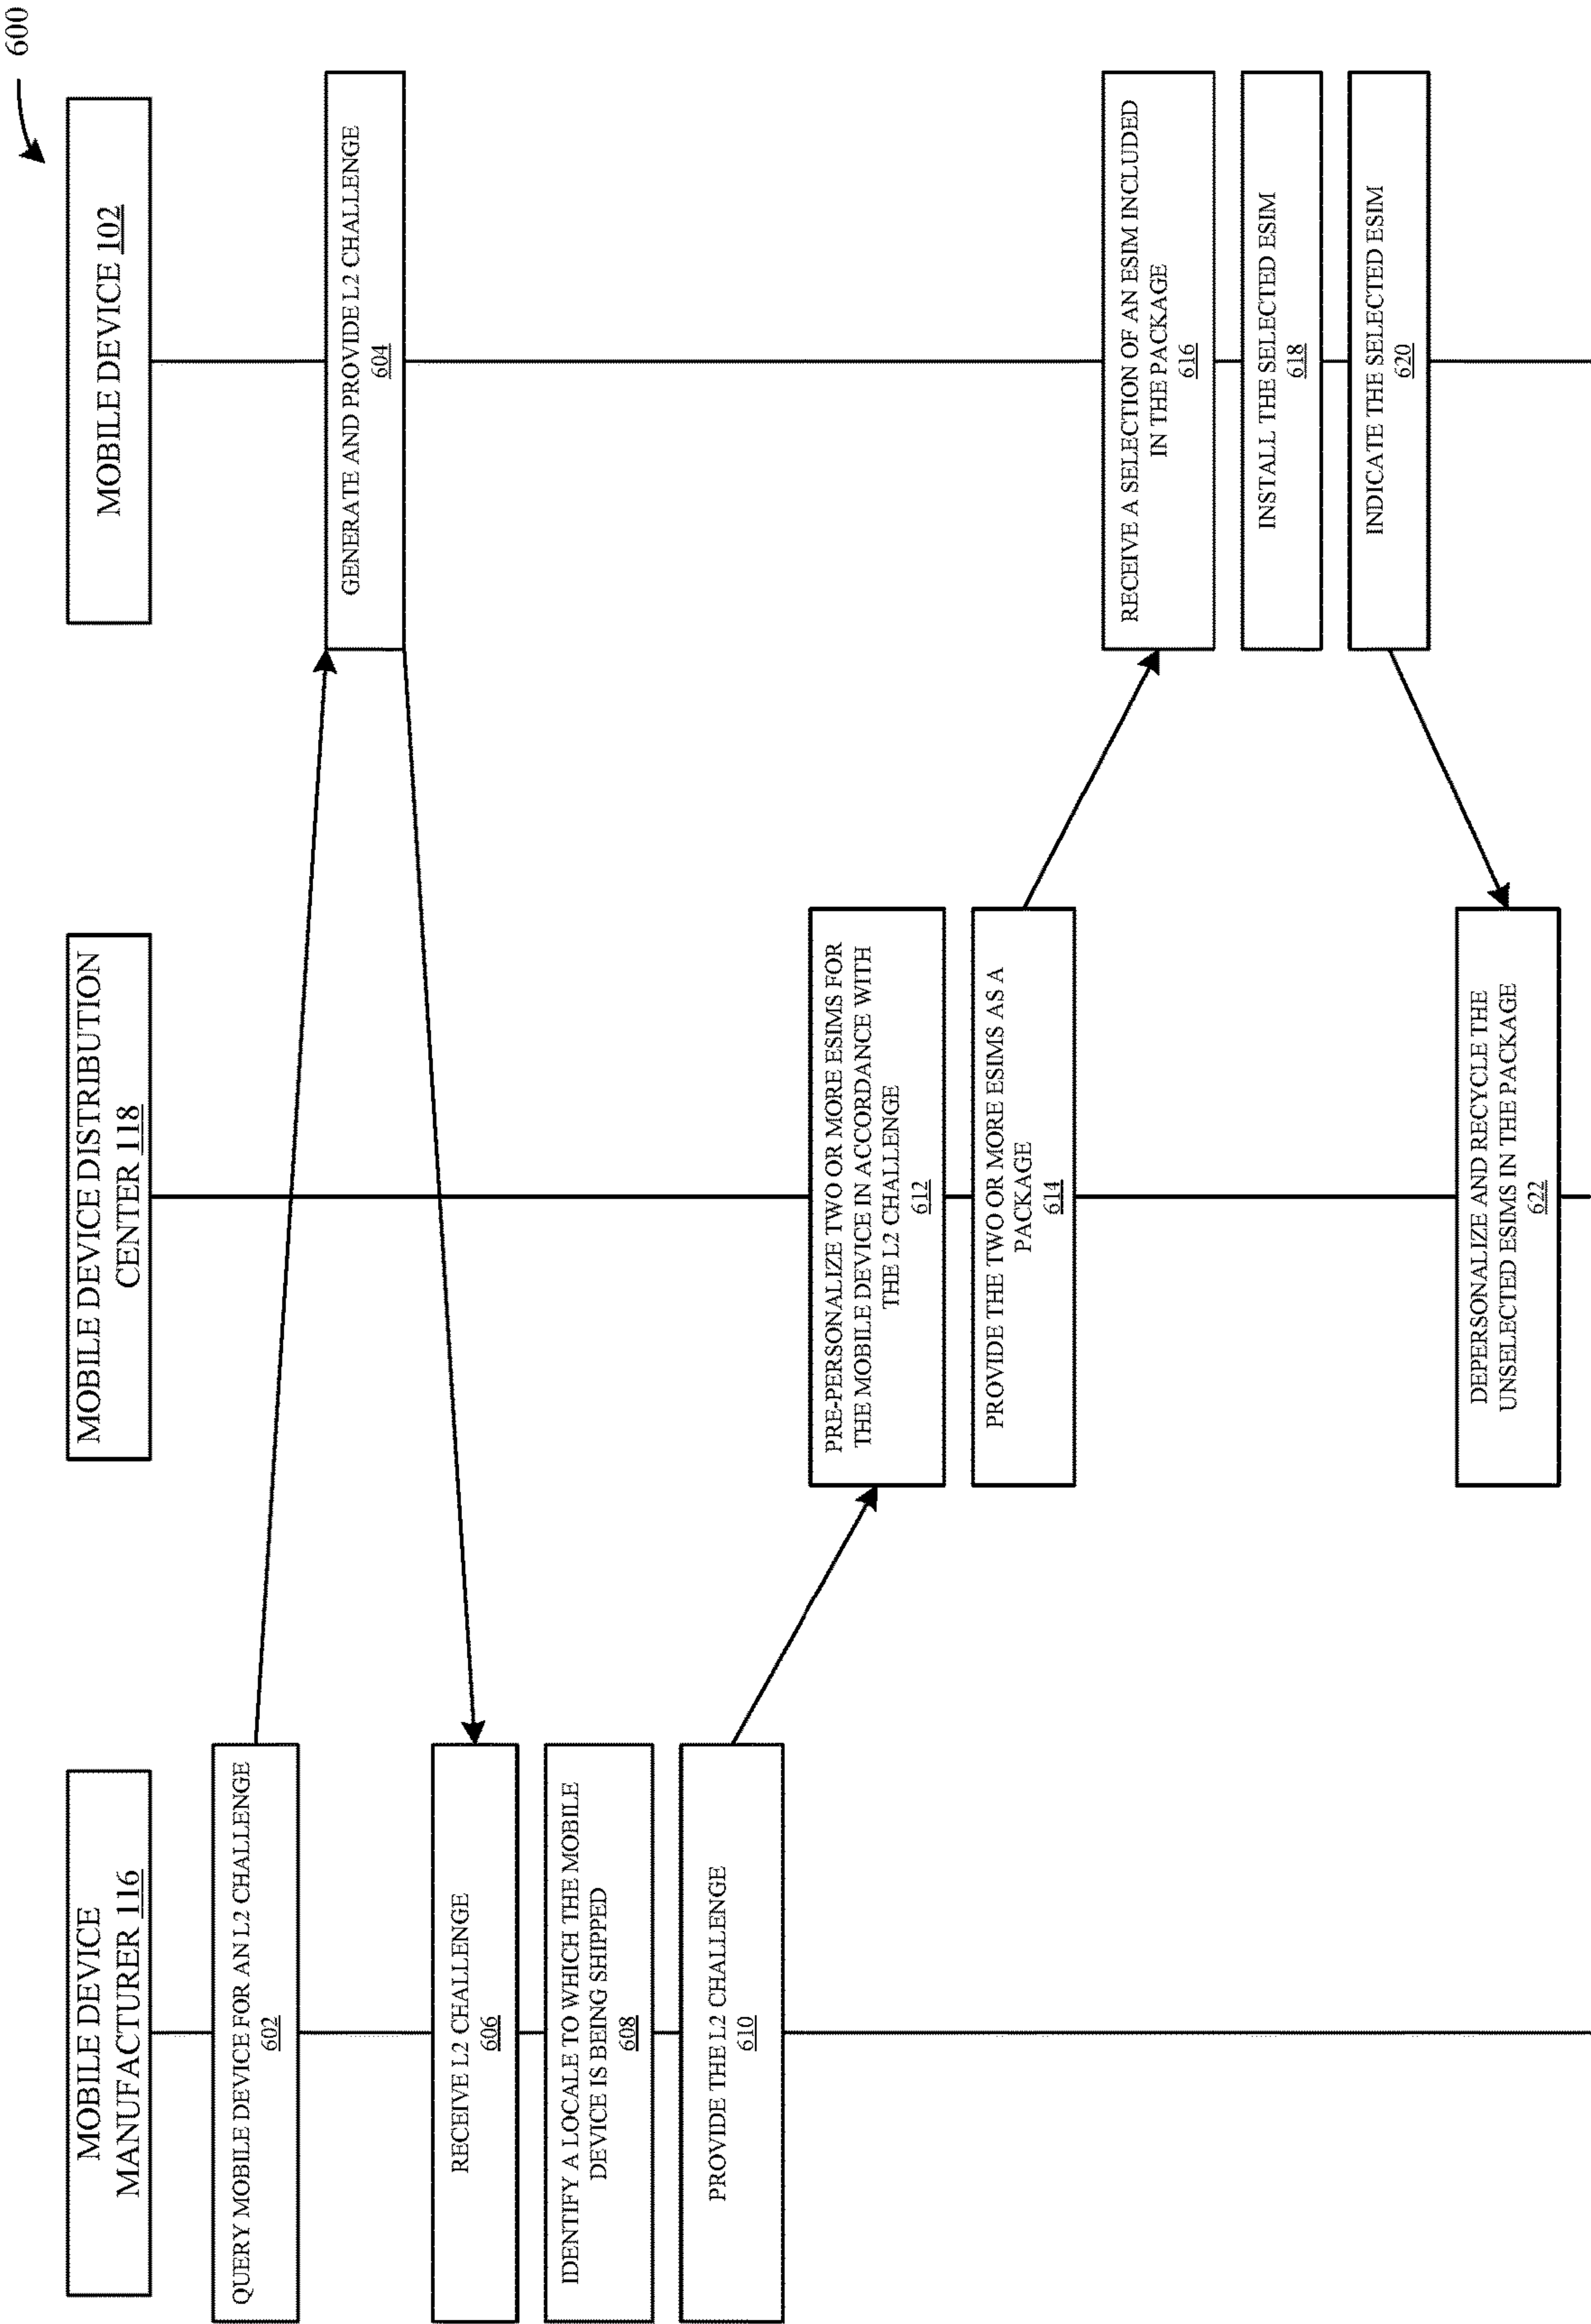 600
MOBILE DEVICE
MANUFACTURER 116
MOBILE DEVICE DISTRIBUTION
CENTER 118
MOBILE DEVICE 102
QUERY MOBILE DEVICE FOR AN L2 CHALLENGE
602
GENERATE AND PROVIDE L2 CHALLENGE
604
RECEIVE L2 CHALLENGE
606
IDENTIFY A LOCALE TO WHICH THE MOBILE
DEVICE IS BEING SHIPPED
608
PROVIDE THE L2 CHALLENGE
610
PRE-PERSONALIZE TWO OR MORE ESIMS FOR
THE MOBILE DEVICE IN ACCORDANCE WITH
THE L2 CHALLENGE
612
PROVIDE THE TWO OR MORE ESIMS AS A
PACKAGE
614
RECEIVE A SELECTION OF AN ESIM INCLUDED
IN THE PACKAGE
616
INSTALL THE SELECTED ESIM
618
INDICATE THE SELECTED ESIM
620
DEPERSONALIZE AND RECYCLE THE
UNSELECTED ESIMS IN THE PACKAGE
622